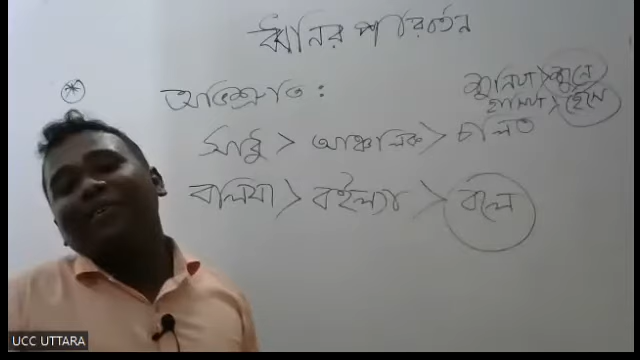 ধ্বনির পরিবর্তন
অভিশ্রুতি :
শুনিয়া > শুনে
হাসিয়া > হেসে
সাধু > আঞ্চলিক > চলিত
বলিয়া > বইল্যা > বলে
UCC UTTARA